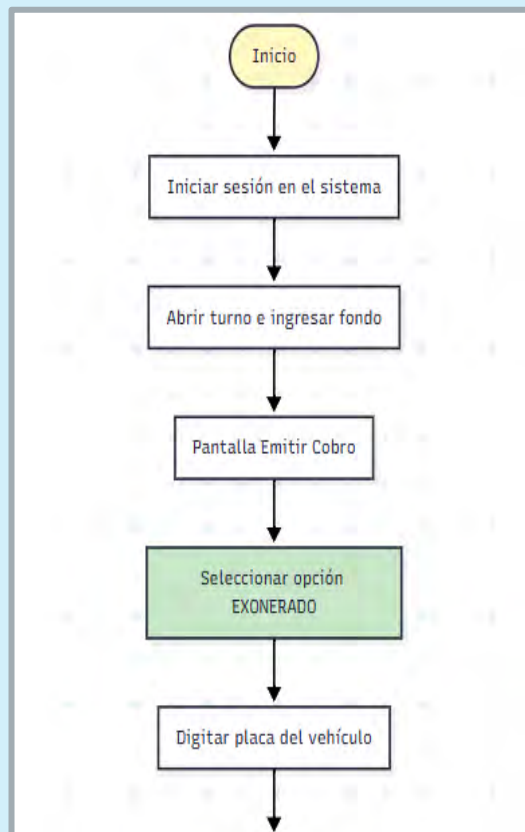 Inicio
Iniciar sesión en el sistema
Abrir turno e ingresar fondo
Pantalla Emitir Cobro
Seleccionar opción
EXONERADO
Digitar placa del vehículo